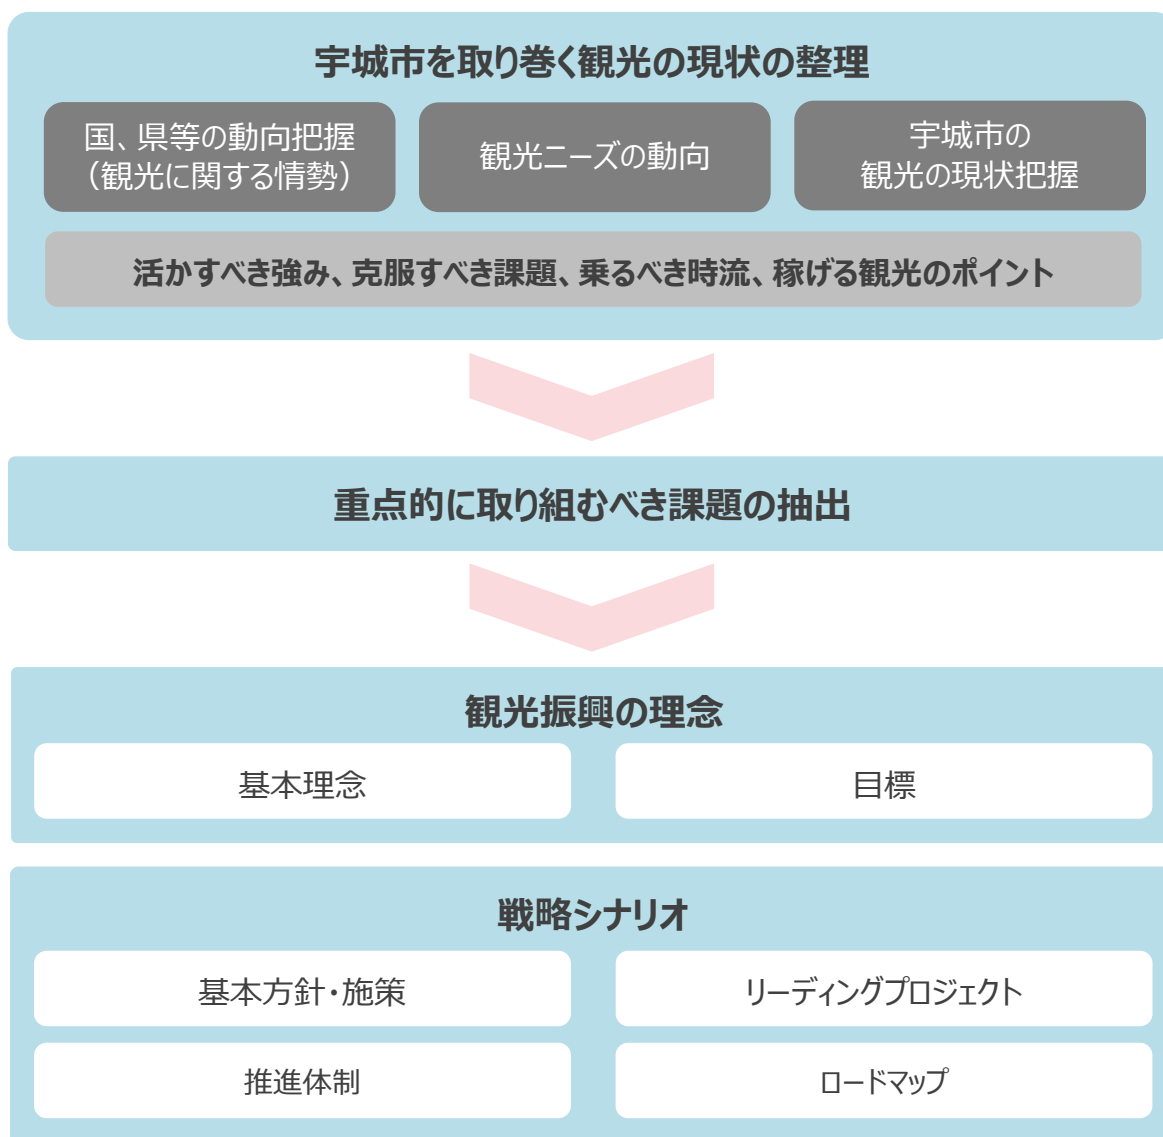 宇城市を取り巻く観光の現状の整理
国、県等の動向把握
（観光に関する情勢）
観光ニーズの動向
宇城市の
観光の現状把握
活かすべき強み、克服すべき課題、乗るべき時流、稼げる観光のポイント
重点的に取り組むべき課題の抽出
観光振興の理念
基本理念
目標
戦略シナリオ
基本方針・施策
リーディングプロジェクト
推進体制
ロードマップ